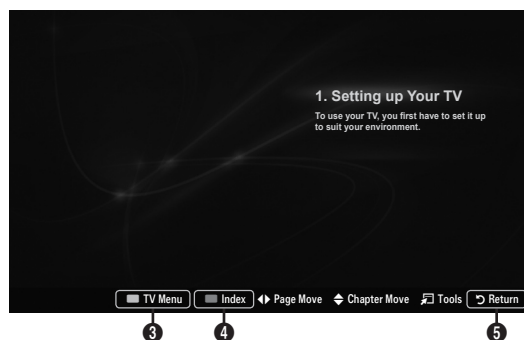 1. Setting up Your TV
To use your TV, you first have to set it up
to suit your environment.
TV Menu Index Page Move Chapter Move Tools Return
3 4 5